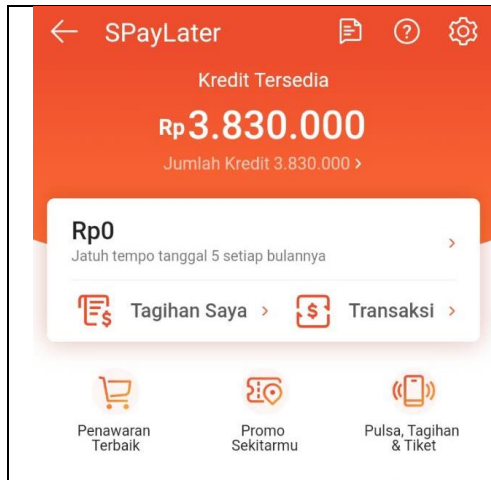 SPayLater
Kredit Tersedia
Rp3.830.000
Jumlah Kredit 3.830.000 >
Rp0
Jatuh tempo tanggal 5 setiap bulannya
Tagihan Saya >
Transaksi >
Penawaran
Terbaik
Promo
Sekitarmu
Pulsa, Tagihan
& Tiket